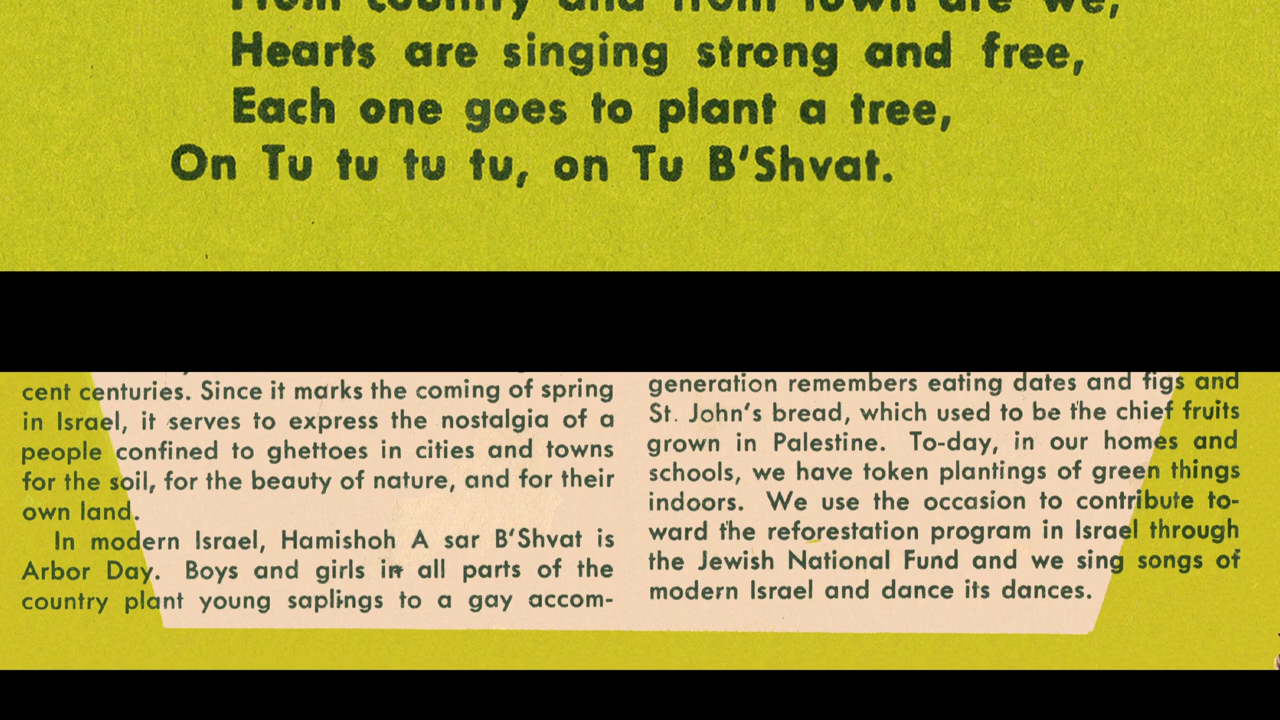 From country and from town are we,
Hearts are singing strong and free,
Each one goes to plant a tree,
On Tu tu tu tu, on Tu B'Shvat.
cent centuries. Since it marks the coming of spring
in Israel, it serves to express the nostalgia of a
people confined to ghettoes in cities and towns
for the soil, for the beauty of nature, and for their
own land.
In modern Israel, Hamishoh A sar B'Shvat is
Arbor Day. Boys and girls in all parts of the
country plant young saplings to a gay accom-
generation remembers eating dates and figs and
St. John's bread, which used to be the chief fruits
grown in Palestine. To-day, in our homes and
schools, we have token plantings of green things
indoors. We use the occasion to contribute to-
ward the reforestation program in Israel through
the Jewish National Fund and we sing songs of
modern Israel and dance its dances.